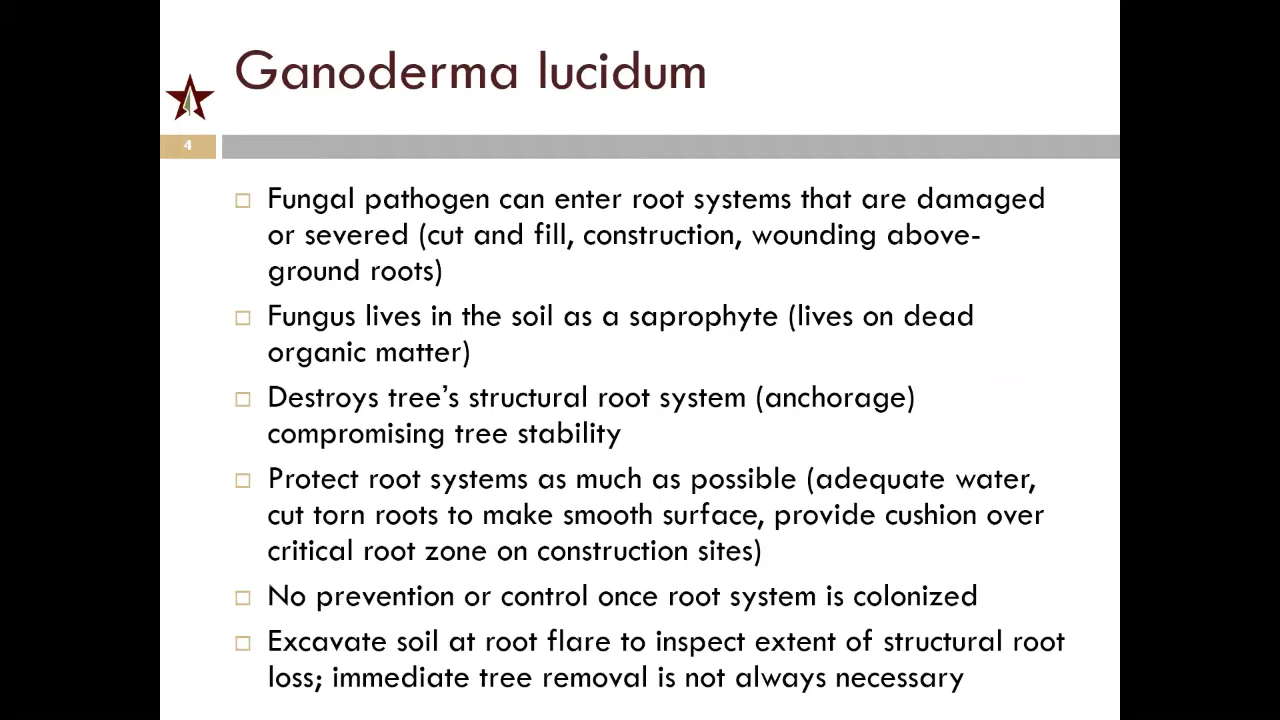 Ganoderma lucidum
4
Fungal pathogen can enter root systems that are damaged
or severed (cut and fill, construction, wounding above-
ground roots)
Fungus lives in the soil as a saprophyte (lives on dead
organic matter)
Destroys tree’s structural root system (anchorage)
compromising tree stability
Protect root systems as much as possible (adequate water,
cut torn roots to make smooth surface, provide cushion over
critical root zone on construction sites)
No prevention or control once root system is colonized
Excavate soil at root flare to inspect extent of structural root
loss; immediate tree removal is not always necessary